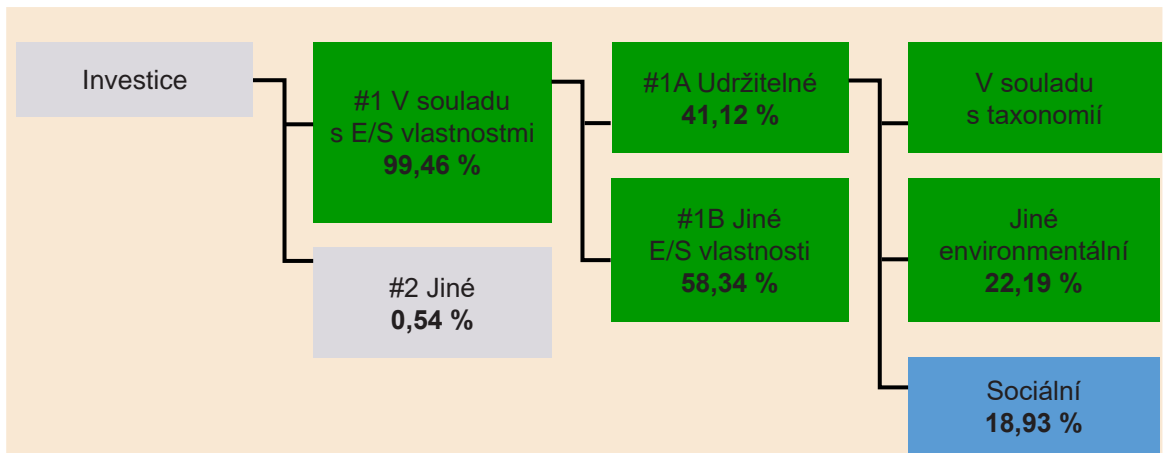 Investice
#1 V souladu
s E/S vlastnostmi
99,46 %
#2 Jiné
0,54 %
#1A Udržitelné
41,12 %
#1B Jiné
E/S vlastnosti
58,34 %
V souladu
s taxonomií
Jiné
environmentální
22,19 %
Sociální
18,93 %